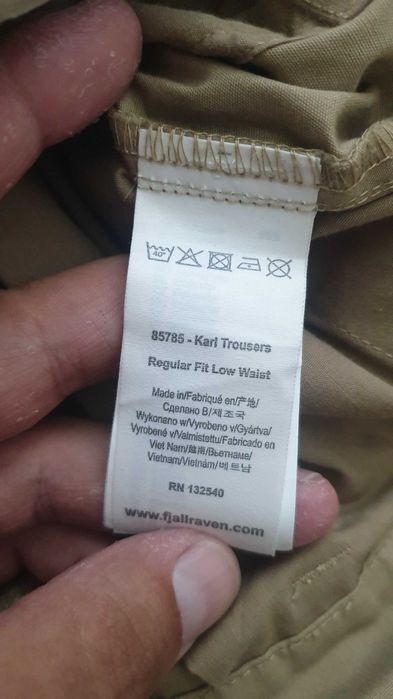 40°
85785 - Karl Trousers
Regular Fit Low Waist
Made in/Fabriqué en/产地/
Сделано В/제조국
Wykonano w/Vyrobeno v/Gyártva/
Vyrobené v/Valmistettu/Fabricado en
Viet Nam/越南/Вьетнаме/
Vietnam/Vietnám/베트남
RN 132540
www.fjallraven.com